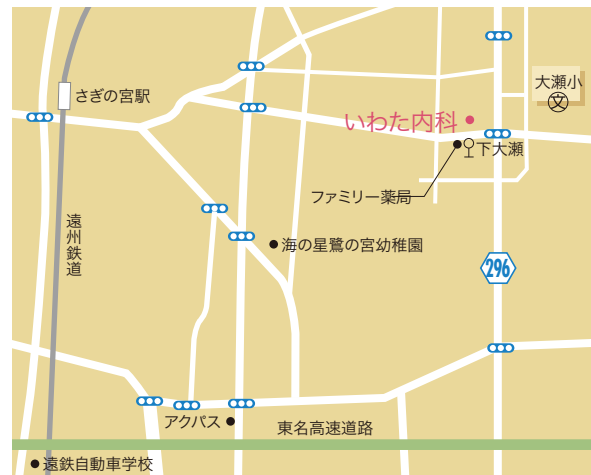 さぎの宮駅
大瀬小
文
いわた内科
下大瀬
ファミリー薬局
遠州鉄道
海の星鷺の宮幼稚園
296
アクパス
東名高速道路
遠鉄自動車学校